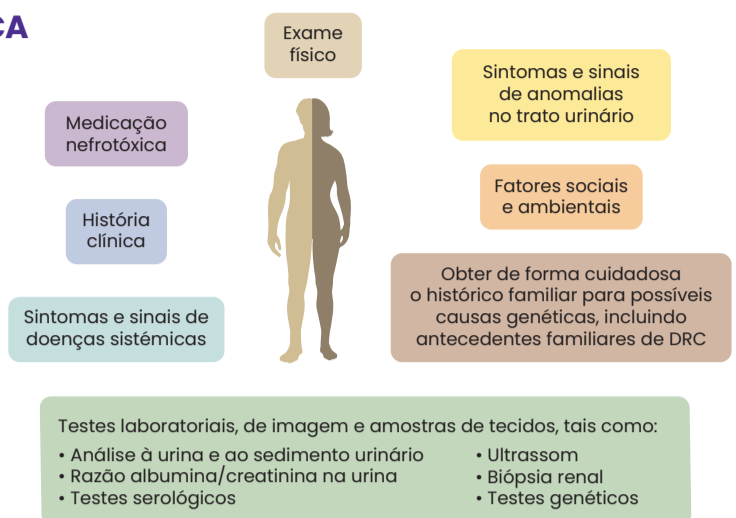 CA
Exame
físico
Medicação
nefrotóxica
História
clínica
Sintomas e sinais de
doenças sistémicas
Sintomas e sinais
de anomalias
no trato urinário
Fatores sociais
e ambientais
Obter de forma cuidadosa
o histórico familiar para possíveis
causas genéticas, incluindo
antecedentes familiares de DRC
Testes laboratoriais, de imagem e amostras de tecidos, tais como:
• Análise à urina e ao sedimento urinário
• Razão albumina/creatinina na urina
• Testes serológicos
• Ultrassom
• Biópsia renal
• Testes genéticos